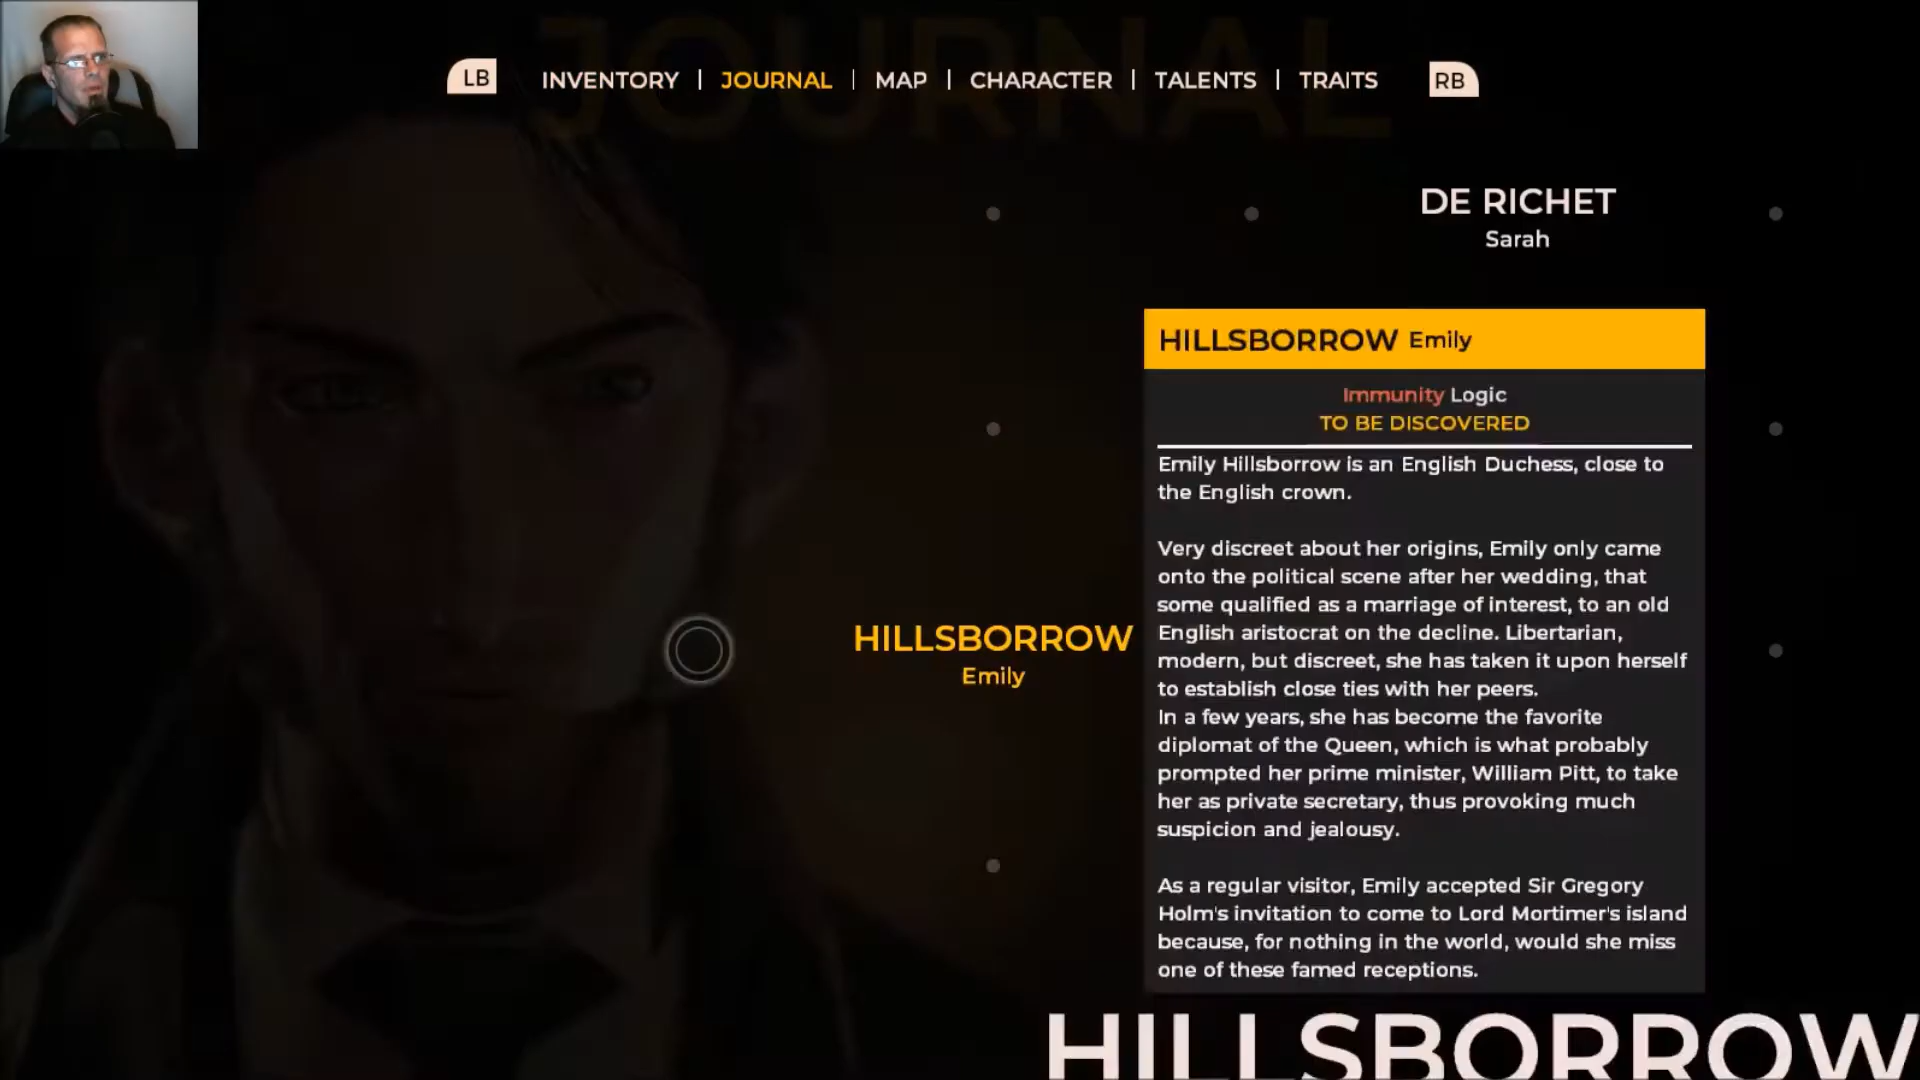 JOURNAL
LB INVENTORY | JOURNAL | MAP | CHARACTER | TALENTS | TRAITS RB
DE RICHET
Sarah
HILLSBORROW Emily
Immunity Logic
TO BE DISCOVERED
Emily Hillsborrow is an English Duchess, close to
the English crown.
Very discreet about her origins, Emily only came
onto the political scene after her wedding, that
some qualified as a marriage of interest, to an old
English aristocrat on the decline. Libertarian,
modern, but discreet, she has taken it upon herself
to establish close ties with her peers.
In a few years, she has become the favorite
diplomat of the Queen, which is what probably
prompted her prime minister, William Pitt, to take
her as private secretary, thus provoking much
suspicion and jealousy.
As a regular visitor, Emily accepted Sir Gregory
Holm's invitation to come to Lord Mortimer's island
because, for nothing in the world, would she miss
one of these famed receptions.
HILLSBORROW
Emily
HILLSBORROW